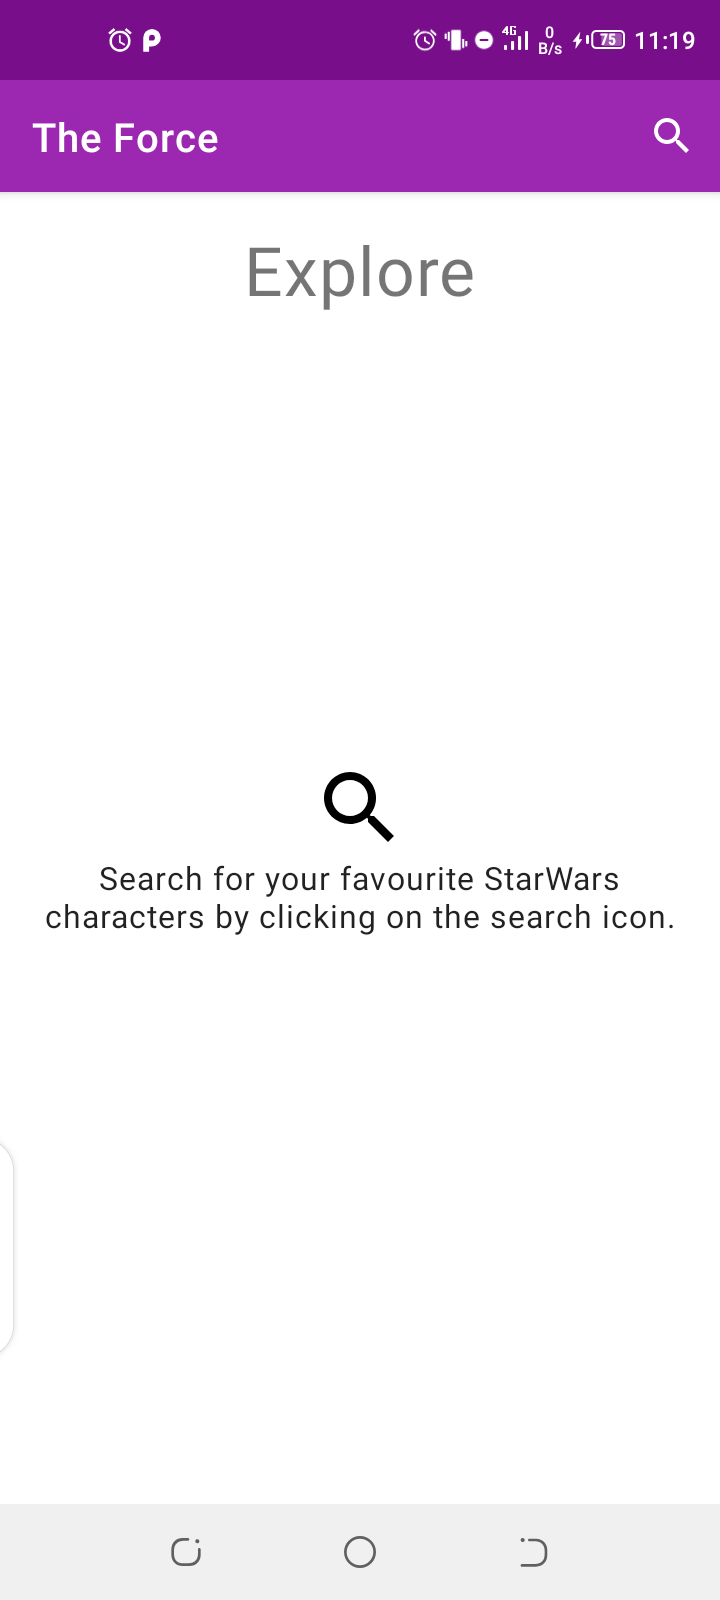 4G 0 B/s 75 11:19
The Force
Explore
Search for your favourite StarWars
characters by clicking on the search icon.